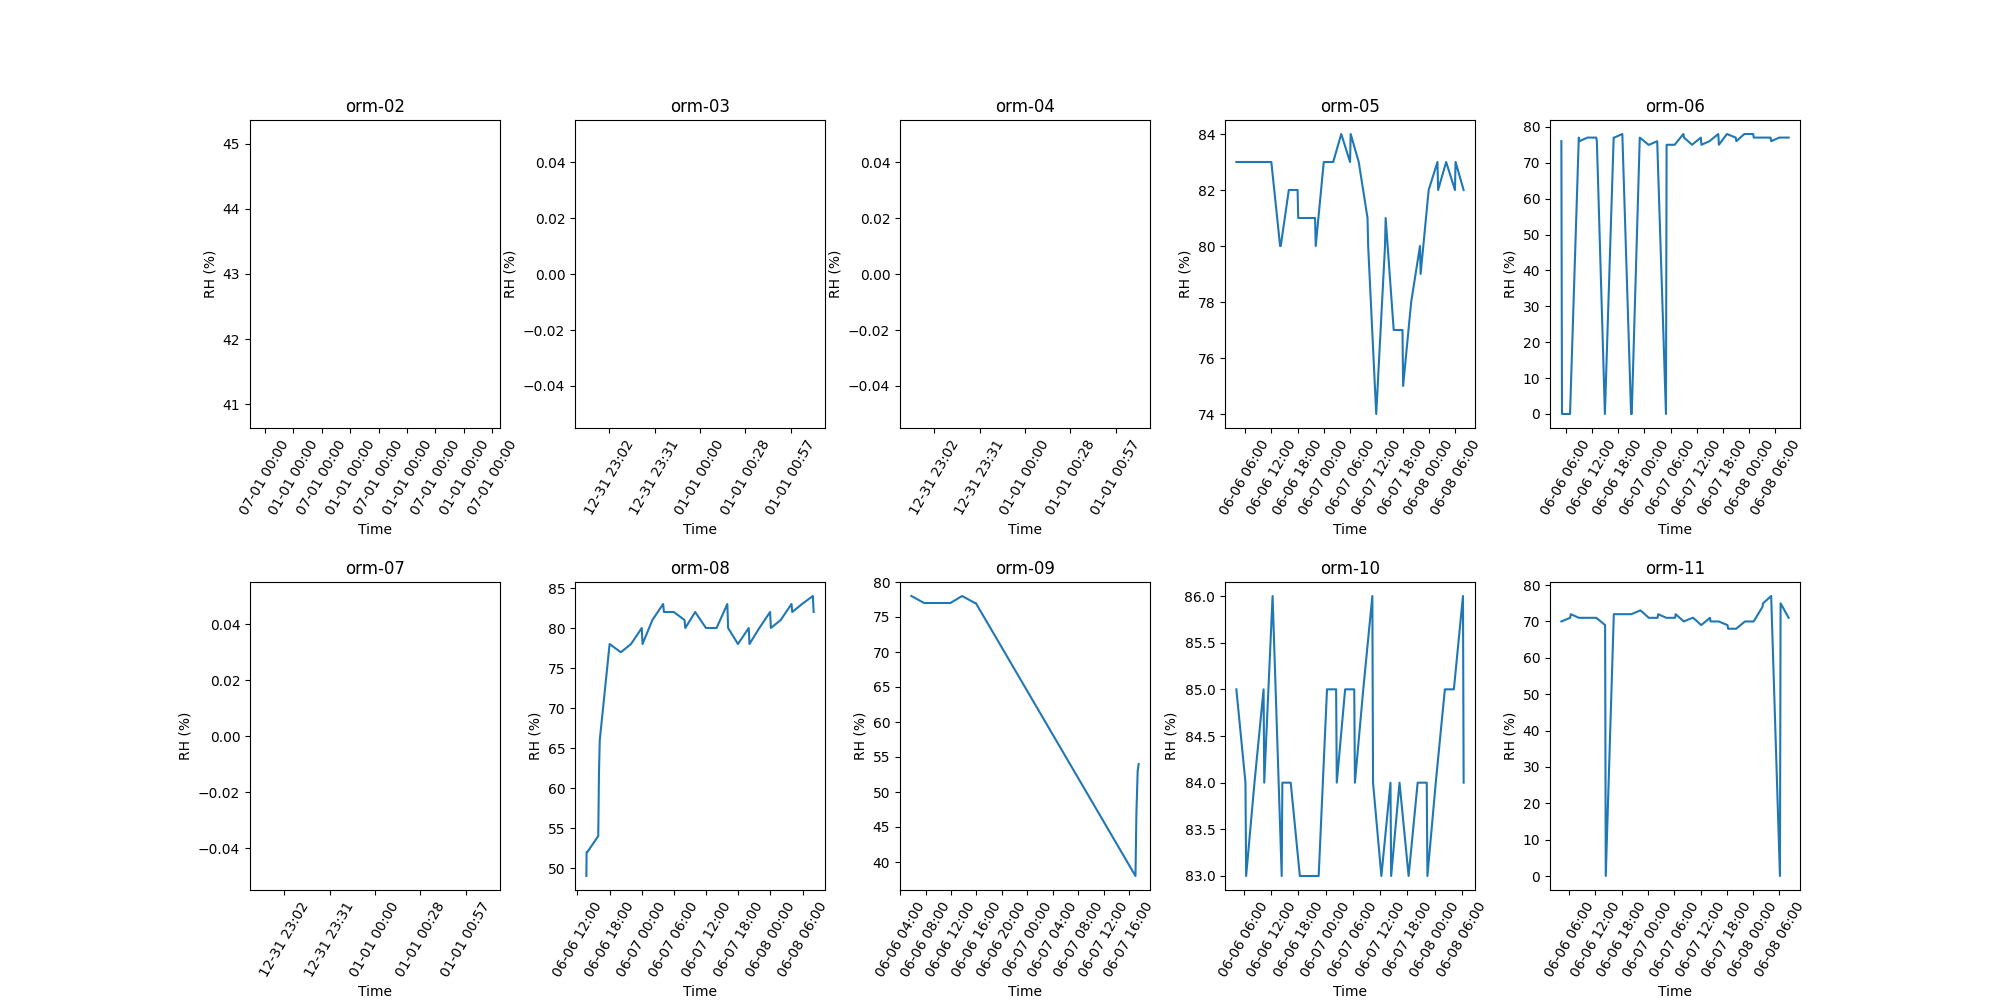 orm-02 orm-03 orm-04 orm-05 orm-06
RH (%)
45
44
43
42
41
07-01 00:00 01-01 00:00 07-01 00:00 01-01 00:00 07-01 00:00 01-01 00:00 07-01 00:00 01-01 00:00 07-01 00:00
Time
RH (%)
0.04
0.02
0.00
−0.02
−0.04
12-31 23:02 12-31 23:31 01-01 00:00 01-01 00:28 01-01 00:57
Time
RH (%)
0.04
0.02
0.00
−0.02
−0.04
12-31 23:02 12-31 23:31 01-01 00:00 01-01 00:28 01-01 00:57
Time
RH (%)
84
82
80
78
76
74
06-06 06:00 06-06 12:00 06-06 18:00 06-07 00:00 06-07 06:00 06-07 12:00 06-07 18:00 06-08 00:00 06-08 06:00
Time
RH (%)
80
70
60
50
40
30
20
10
0
06-06 06:00 06-06 12:00 06-06 18:00 06-07 00:00 06-07 06:00 06-07 12:00 06-07 18:00 06-08 00:00 06-08 06:00
Time
orm-07 orm-08 orm-09 orm-10 orm-11
RH (%)
0.04
0.02
0.00
−0.02
−0.04
12-31 23:02 12-31 23:31 01-01 00:00 01-01 00:28 01-01 00:57
Time
RH (%)
85
80
75
70
65
60
55
50
06-06 12:00 06-06 18:00 06-07 00:00 06-07 06:00 06-07 12:00 06-07 18:00 06-08 00:00 06-08 06:00
Time
RH (%)
80
75
70
65
60
55
50
45
40
06-06 04:00 06-06 08:00 06-06 12:00 06-06 16:00 06-06 20:00 06-07 00:00 06-07 04:00 06-07 08:00 06-07 12:00 06-07 16:00
Time
RH (%)
86.0
85.5
85.0
84.5
84.0
83.5
83.0
06-06 06:00 06-06 12:00 06-06 18:00 06-07 00:00 06-07 06:00 06-07 12:00 06-07 18:00 06-08 00:00 06-08 06:00
Time
RH (%)
80
70
60
50
40
30
20
10
0
06-06 06:00 06-06 12:00 06-06 18:00 06-07 00:00 06-07 06:00 06-07 12:00 06-07 18:00 06-08 00:00 06-08 06:00
Time